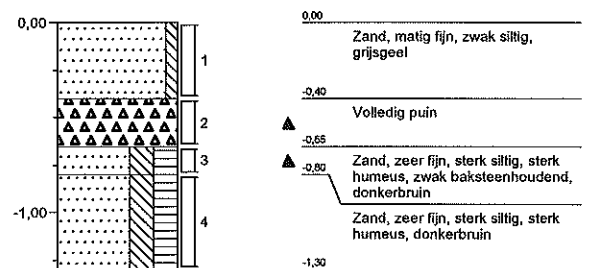 0,00
1
2
3
-1,00
4
0,00
Zand, matig fijn, zwak siltig,
grijsgeel
-0,40
Volledig puin
-0,65
Zand, zeer fijn, sterk siltig, sterk
-0,80
humeus, zwak baksteenhoudend,
donkerbruin
Zand, zeer fijn, sterk siltig, sterk
humeus, donkerbruin
-1,30